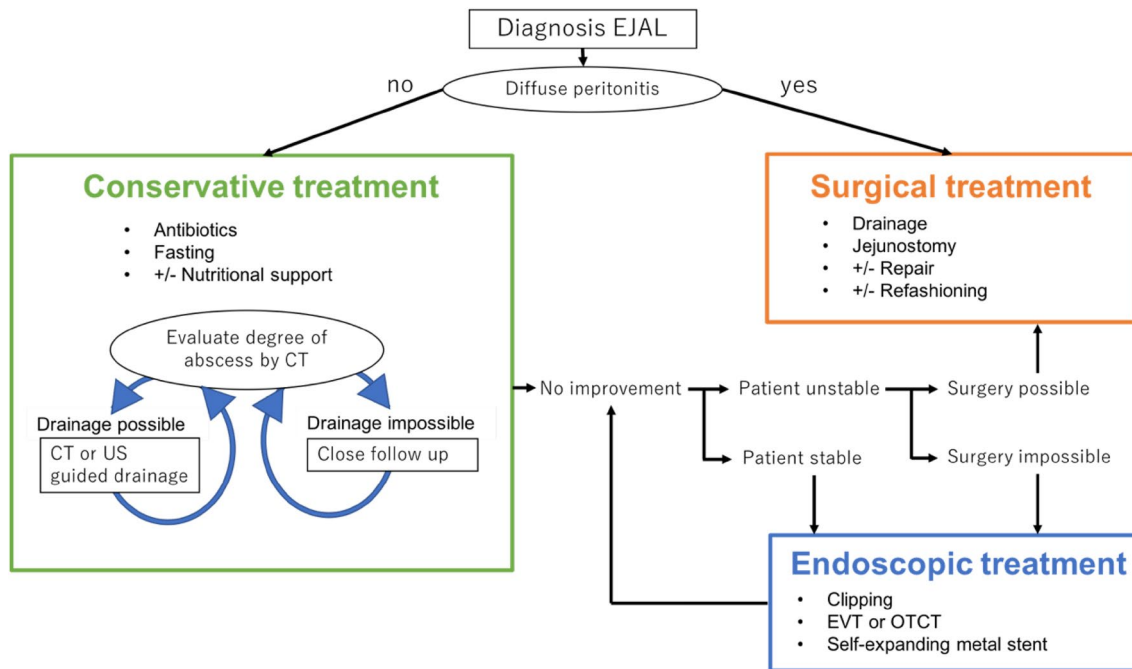 Diagnosis EJAL
Diffuse peritonitis
no
yes
Conservative treatment
• Antibiotics
• Fasting
• +/- Nutritional support
Evaluate degree of
abscess by CT
Drainage possible
CT or US
guided drainage
Drainage impossible
Close follow up
Surgical treatment
• Drainage
• Jejunostomy
• +/- Repair
• +/- Refashioning
No improvement
Patient unstable
Surgery possible
Patient stable
Surgery impossible
Endoscopic treatment
• Clipping
• EVT or OTCT
• Self-expanding metal stent